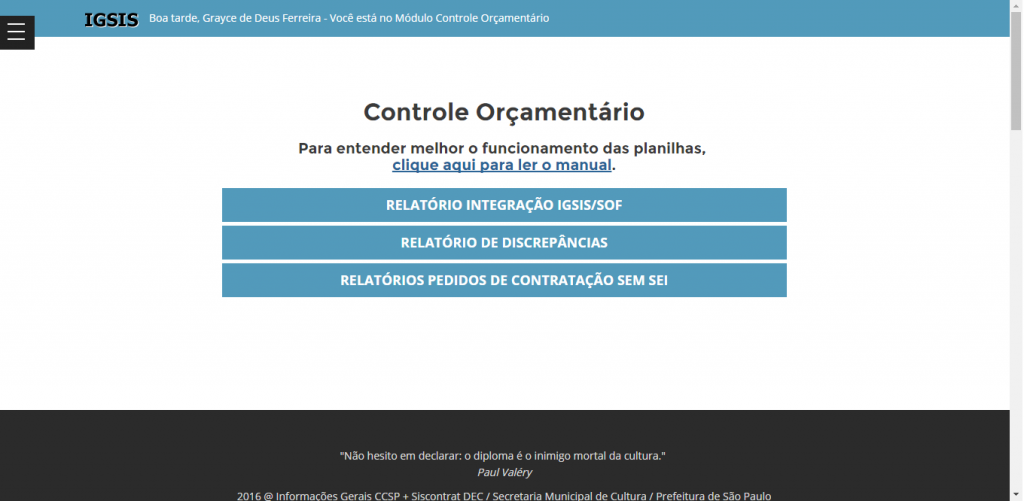 IGSIS Boa tarde, Grayce de Deus Ferreira - Você está no Módulo Controle Orçamentário
Controle Orçamentário
Para entender melhor o funcionamento das planilhas,
clique aqui para ler o manual.
RELATÓRIO INTEGRAÇÃO IGSIS/SOF
RELATÓRIO DE DISCREPÂNCIAS
RELATÓRIOS PEDIDOS DE CONTRATAÇÃO SEM SEI
"Não hesito em declarar: o diploma é o inimigo mortal da cultura."
Paul Valéry
2016 @ Informações Gerais CCSP + Siscontrat DEC / Secretaria Municipal de Cultura / Prefeitura de São Paulo